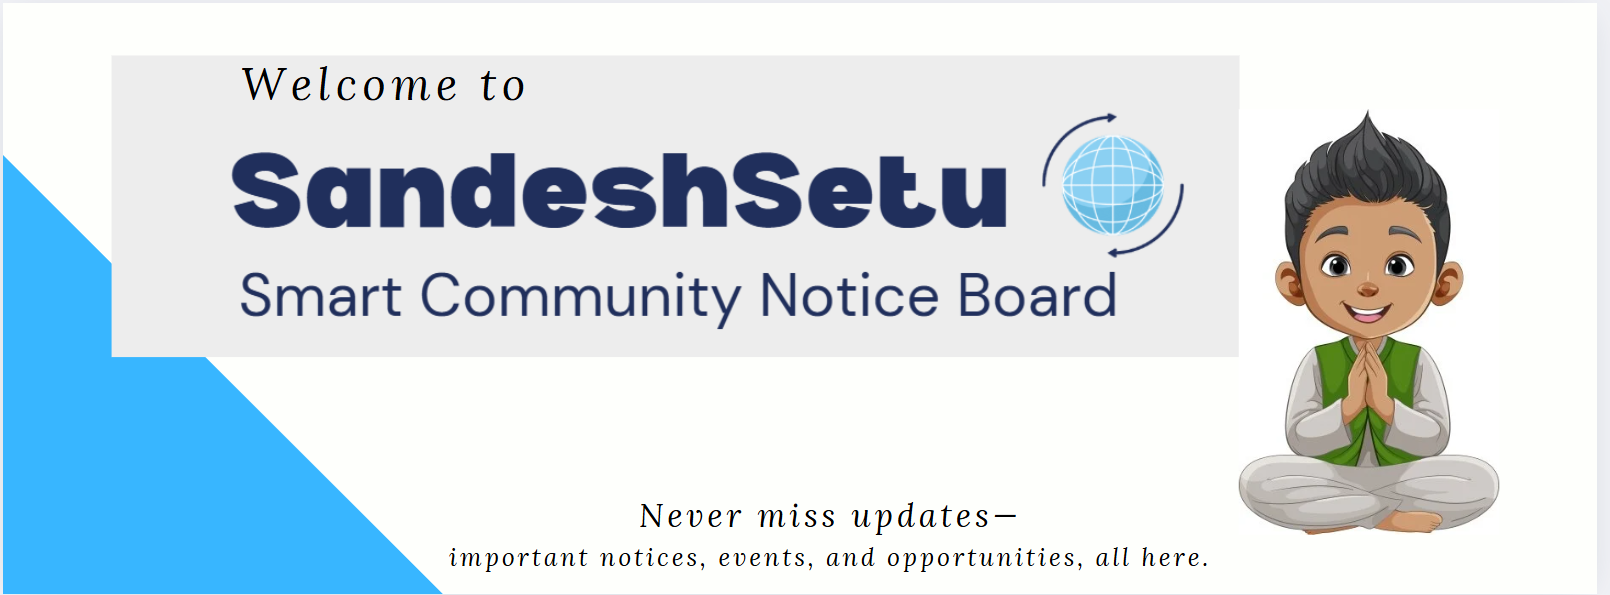 Welcome to
SandeshSetu
Smart Community Notice Board
Never miss updates—
important notices, events, and opportunities, all here.